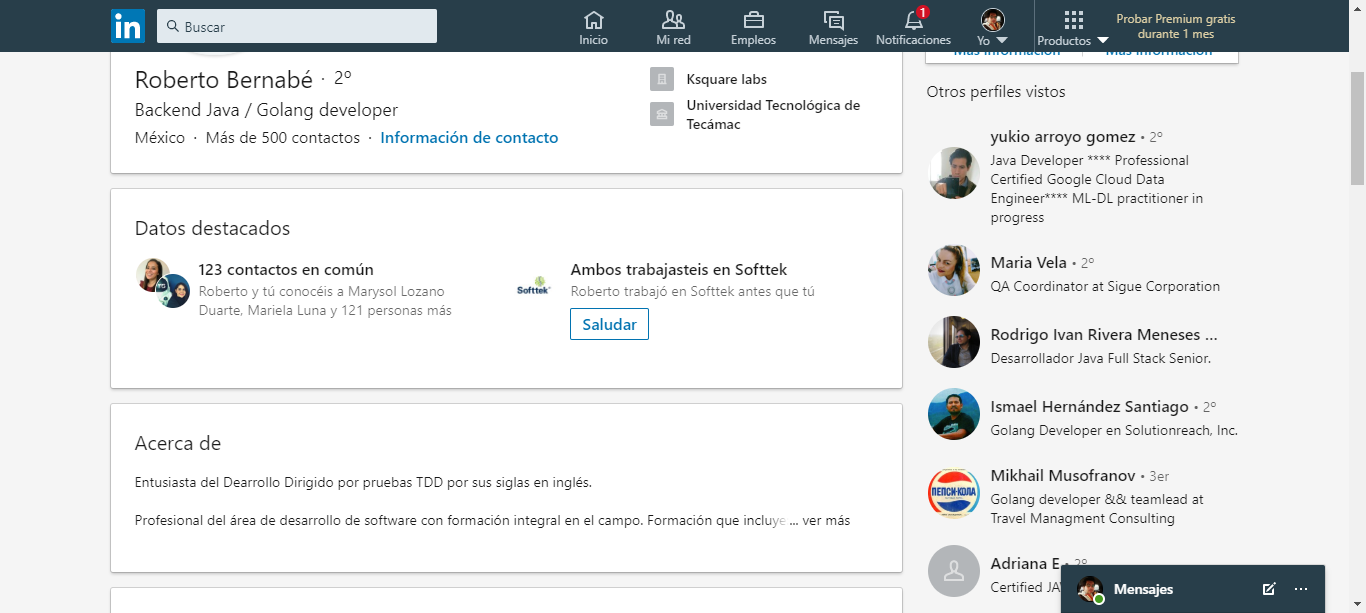 in
Buscar
Inicio
Mi red
Empleos
Mensajes
1
Notificaciones
Yo
Productos
Probar Premium gratis
durante 1 mes
Más información
Más información
Roberto Bernabé · 2º
Backend Java / Golang developer
México · Más de 500 contactos · Información de contacto
Ksquare labs
Universidad Tecnológica de
Tecámac
Datos destacados
123 contactos en común
Roberto y tú conocéis a Marysol Lozano
Duarte, Mariela Luna y 121 personas más
Softtek
Ambos trabajasteis en Softtek
Roberto trabajó en Softtek antes que tú
Saludar
Acerca de
Entusiasta del Dearrollo Dirigido por pruebas TDD por sus siglas en inglés.
Profesional del área de desarrollo de software con formación integral en el campo. Formación que incluye ... ver más
Otros perfiles vistos
yukio arroyo gomez • 2º
Java Developer **** Professional
Certified Google Cloud Data
Engineer**** ML-DL practitioner in
progress
Maria Vela • 2º
QA Coordinator at Sigue Corporation
Rodrigo Ivan Rivera Meneses ...
Desarrollador Java Full Stack Senior.
Ismael Hernández Santiago • 2º
Golang Developer en Solutionreach, Inc.
ПЕПСИ-КОЛА
Mikhail Musofranov • 3er
Golang developer && teamlead at
Travel Managment Consulting
Adriana E • 2º
Certified JA
Mensajes